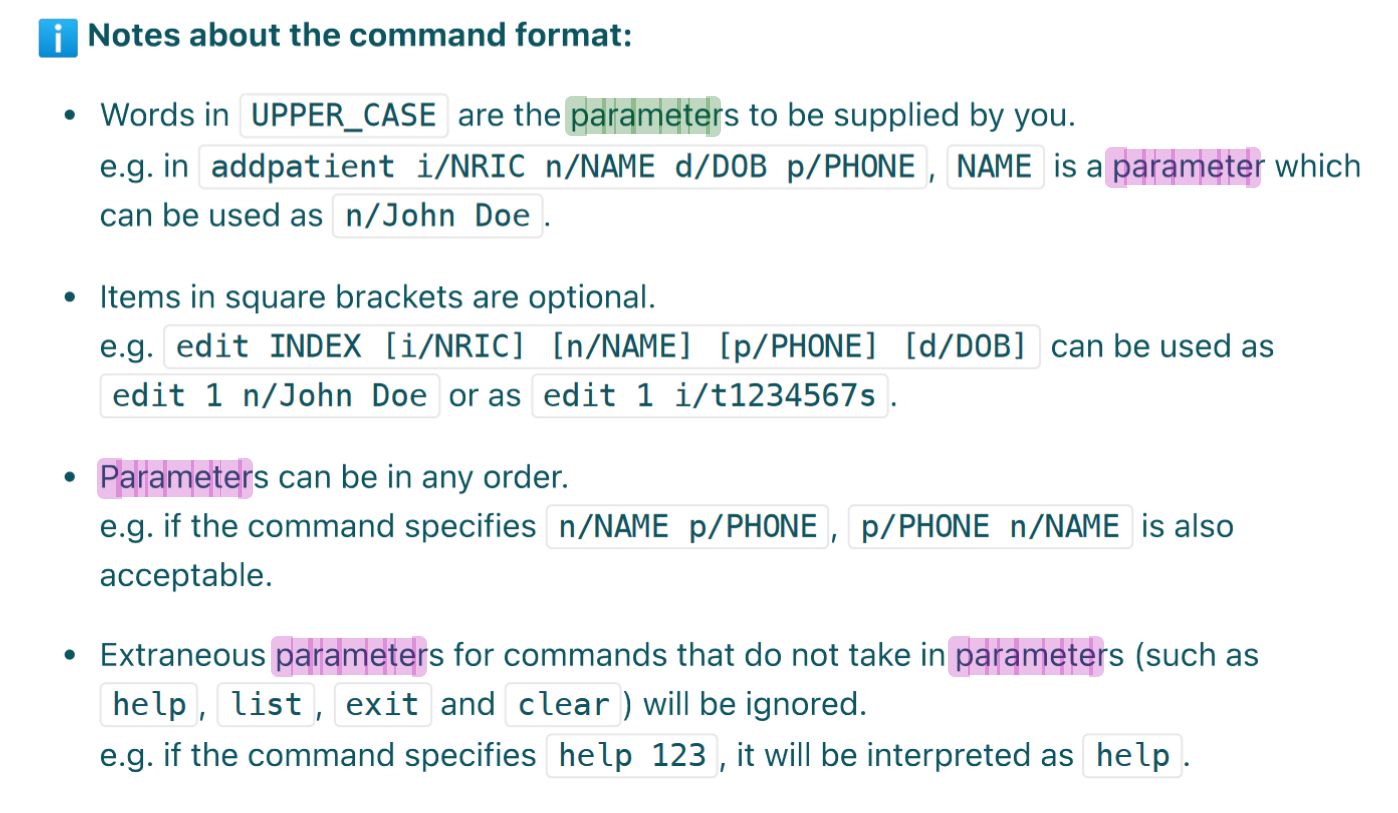 Notes about the command format:
• Words in UPPER_CASE are the parameters to be supplied by you.
e.g. in addpatient i/NRIC n/NAME d/DOB p/PHONE, NAME is a parameter which
can be used as n/John Doe.
• Items in square brackets are optional.
e.g. edit INDEX [i/NRIC] [n/NAME] [p/PHONE] [d/DOB] can be used as
edit 1 n/John Doe or as edit 1 i/t1234567s.
• Parameters can be in any order.
e.g. if the command specifies n/NAME p/PHONE, p/PHONE n/NAME is also
acceptable.
• Extraneous parameters for commands that do not take in parameters (such as
help, list, exit and clear) will be ignored.
e.g. if the command specifies help 123, it will be interpreted as help.